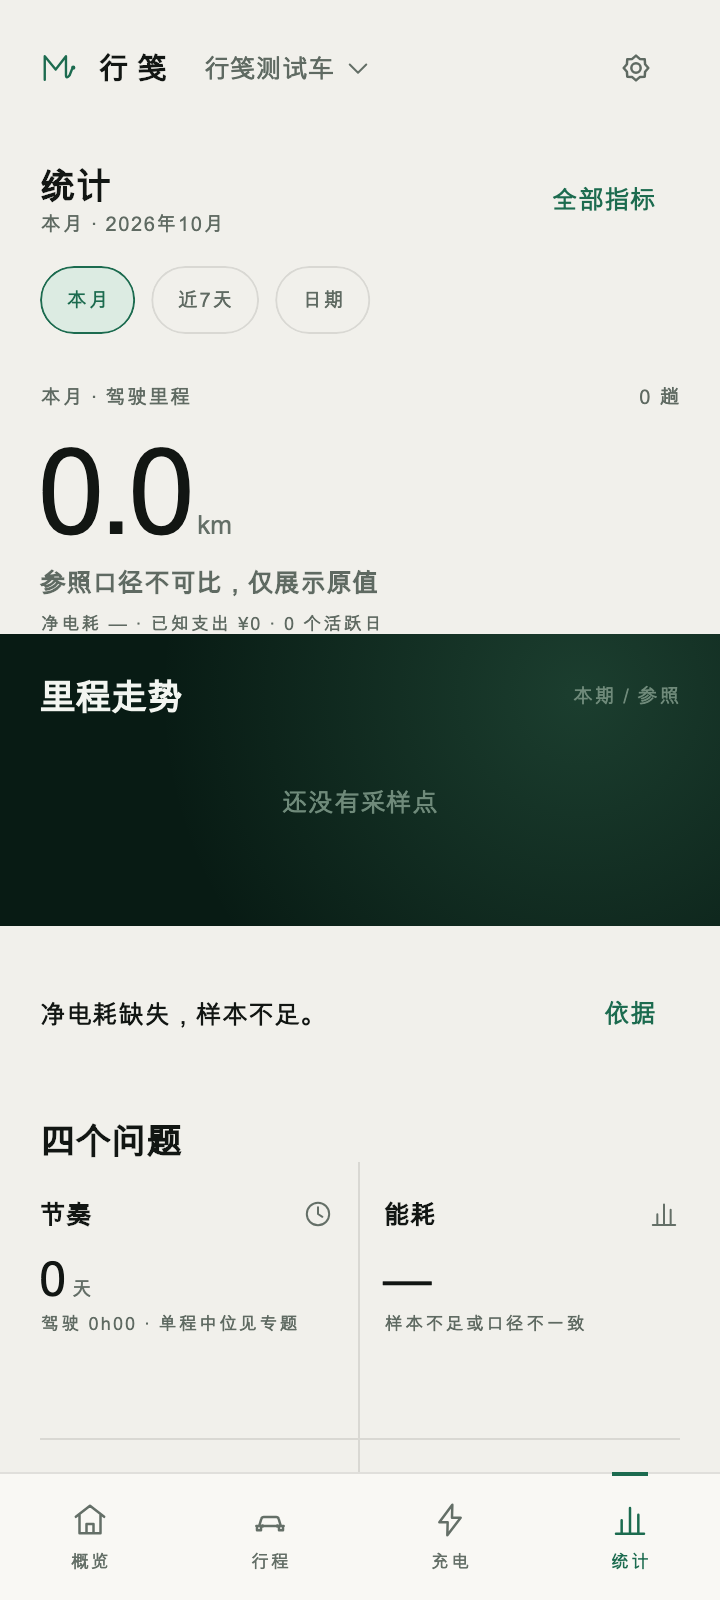 行笺 行笺测试车
统计
全部指标
本月 · 2026年10月
本月 近7天 日期
本月 · 驾驶里程 0 趟
0.0 km
参照口径不可比，仅展示原值
净电耗 — · 已知支出 ¥0 · 0 个活跃日
里程走势 本期 / 参照
还没有采样点
净电耗缺失，样本不足。 依据
四个问题
节奏 能耗
0 天 —
驾驶 0h00 · 单程中位见专题 样本不足或口径不一致
概览 行程 充电 统计